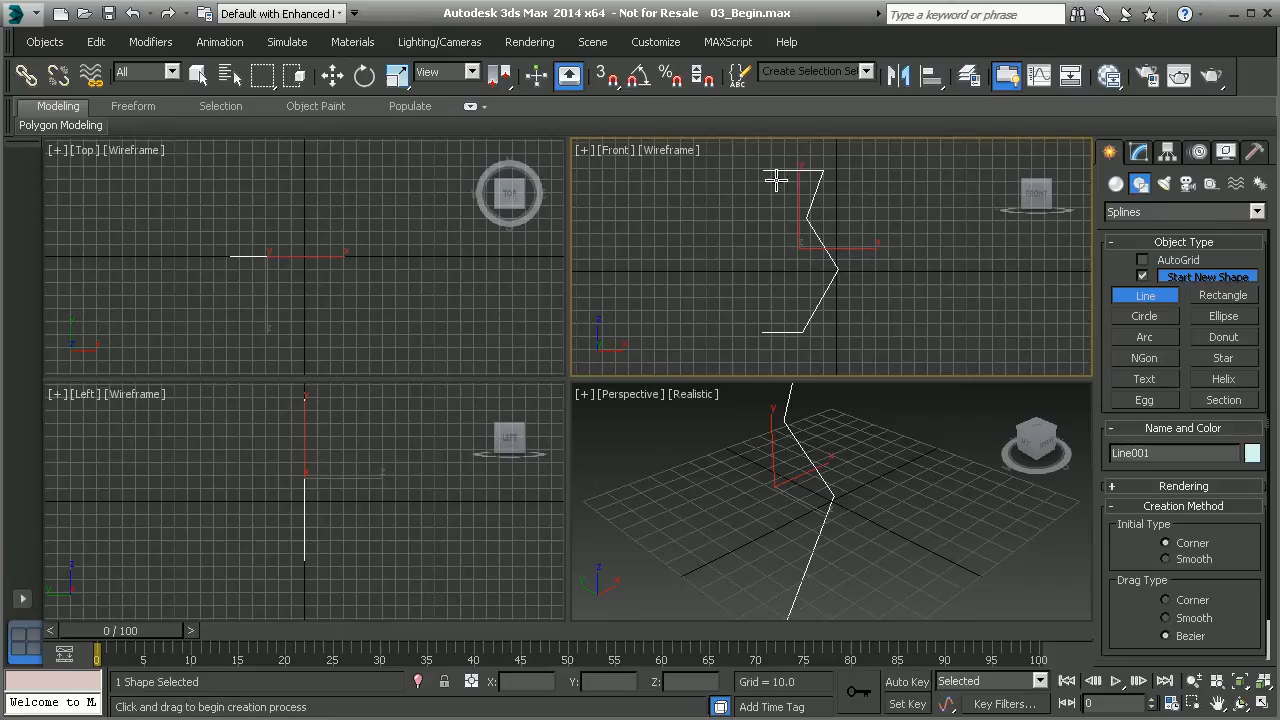 Default with Enhanced I
Autodesk 3ds Max 2014 x64 - Not for Resale 03_Begin.max
Type a keyword or phrase
Objects Edit Modifiers Animation Simulate Materials Lighting/Cameras Rendering Scene Customize MAXScript Help
All View 3 ABC Create Selection Set
Modeling Freeform Selection Object Paint Populate
Polygon Modeling
[+][Top][Wireframe]
TOP
y x
z
y
z x
[+][Front][Wireframe]
FRONT
y
z x
z
x
[+][Left][Wireframe]
LEFT
z
z
y
[+][Perspective][Realistic]
y
x
z
x
Splines
- Object Type
AutoGrid
Start New Shape
Line Rectangle
Circle Ellipse
Arc Donut
NGon Star
Text Helix
Egg Section
- Name and Color
Line001
+ Rendering
- Creation Method
Initial Type
Corner
Smooth
Drag Type
Corner
Smooth
Bezier
< 0 / 100 >
0 5 10 15 20 25 30 35 40 45 50 55 60 65 70 75 80 85 90 95 100
1 Shape Selected X: Y: Z: Grid = 10.0 Auto Key Selected
Welcome to M Click and drag to begin creation process Add Time Tag Set Key Key Filters... 0